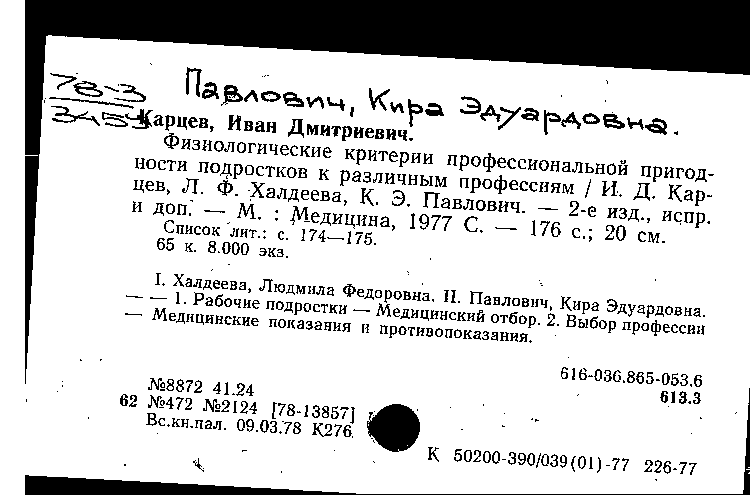 78-3
3453
Павлович, Кира Эдуардовна.
Карцев, Иван Дмитриевич.
Физиологические критерии профессиональной пригод-
ности подростков к различным профессиям / И. Д. Кар-
цев, Л. Ф. Халдеева, К. Э. Павлович. — 2-е изд., испр.
и доп. — М. : Медицина, 1977 С. — 176 с.; 20 см.
Список лит.: с. 174—175.
65 к. 8.000 экз.
I. Халдеева, Людмила Федоровна. II. Павлович, Кира Эдуардовна.
— — 1. Рабочие подростки — Медицинский отбор. 2. Выбор профессии
— Медицинские показания и противопоказания.
616-036.865-053.6
613.3
№8872 41.24
62 №472 №2124 [78-13857]
Вс.кн.пал. 09.03.78 К276
К 50200-390/039(01)-77 226-77